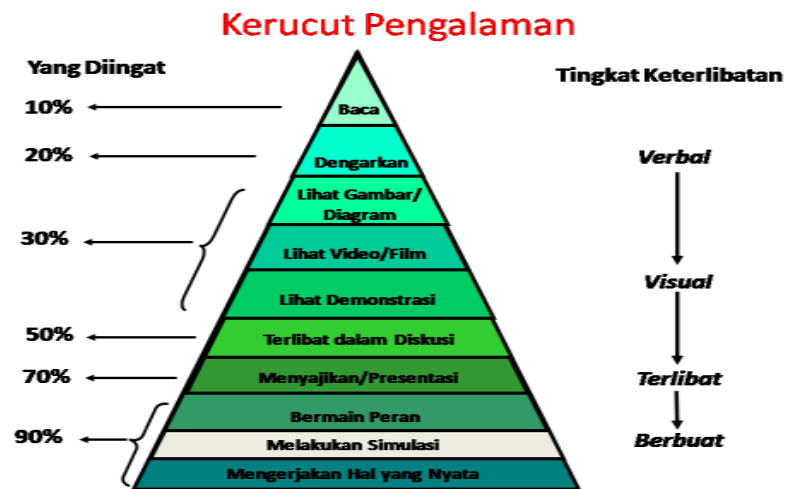 Kerucut Pengalaman
Yang Diingat
Tingkat Keterlibatan
10%
Baca
20%
Dengarkan
Verbal
Lihat Gambar/
Diagram
30%
Lihat Video/Film
Visual
Lihat Demonstrasi
50%
Terlibat dalam Diskusi
70%
Menyajikan/Presentasi
Terlibat
Bermain Peran
90%
Melakukan Simulasi
Berbuat
Mengerjakan Hal yang Nyata